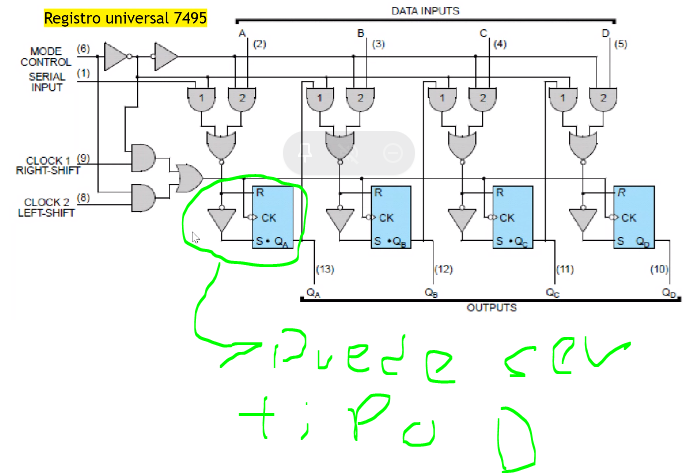 Registro universal 7495
DATA INPUTS
A B C D
(2) (3) (4) (5)
MODE CONTROL (6)
SERIAL INPUT (1)
1 2 1 2 1 2 1 2
CLOCK 1 RIGHT-SHIFT (9)
CLOCK 2 LEFT-SHIFT (8)
R R R R
CK CK CK CK
S QA S QB S QC S QD
(13) (12) (11) (10)
QA QB QC QD
OUTPUTS
Puede ser
tipo D